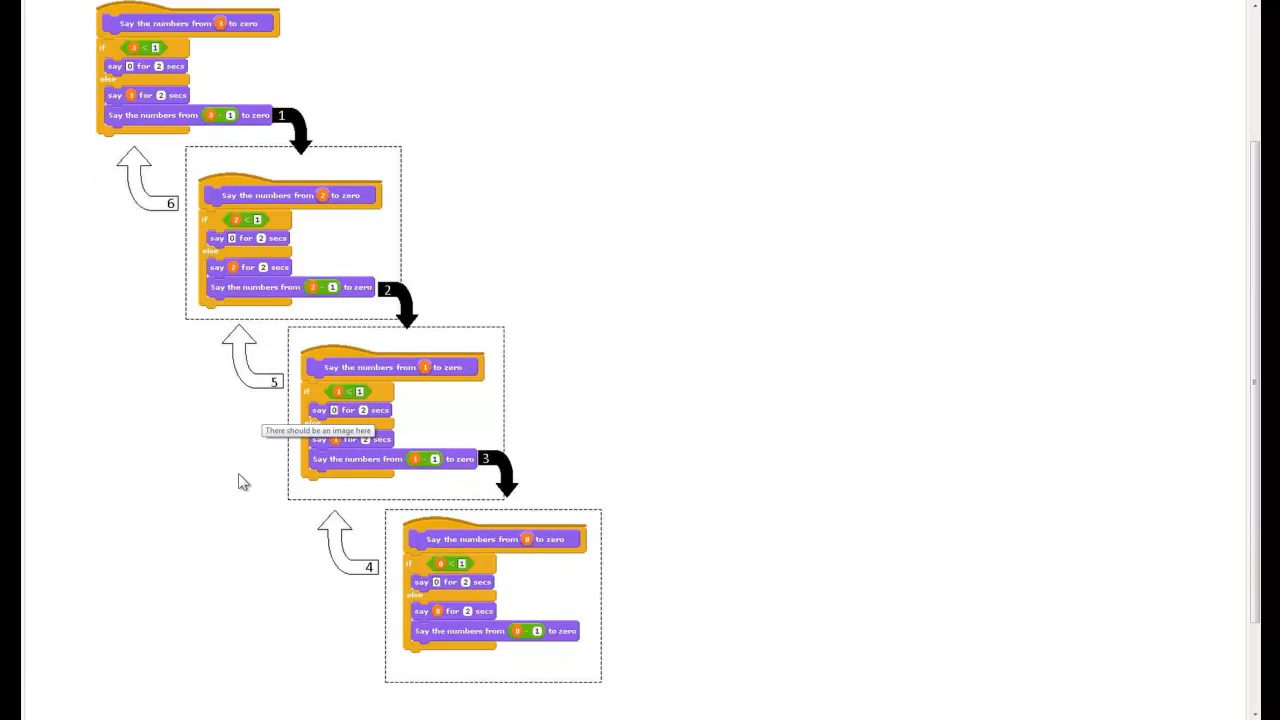 Say the numbers from 3 to zero
if 3 < 1
say 0 for 2 secs
else
say 3 for 2 secs
Say the numbers from 3 - 1 to zero
1
6
Say the numbers from 2 to zero
if 2 < 1
say 0 for 2 secs
else
say 2 for 2 secs
Say the numbers from 2 - 1 to zero
2
5
Say the numbers from 1 to zero
if 1 < 1
say 0 for 2 secs
else
There should be an image here
say 1 for 2 secs
Say the numbers from 1 - 1 to zero
3
4
Say the numbers from 0 to zero
if 0 < 1
say 0 for 2 secs
else
say 0 for 2 secs
Say the numbers from 0 - 1 to zero